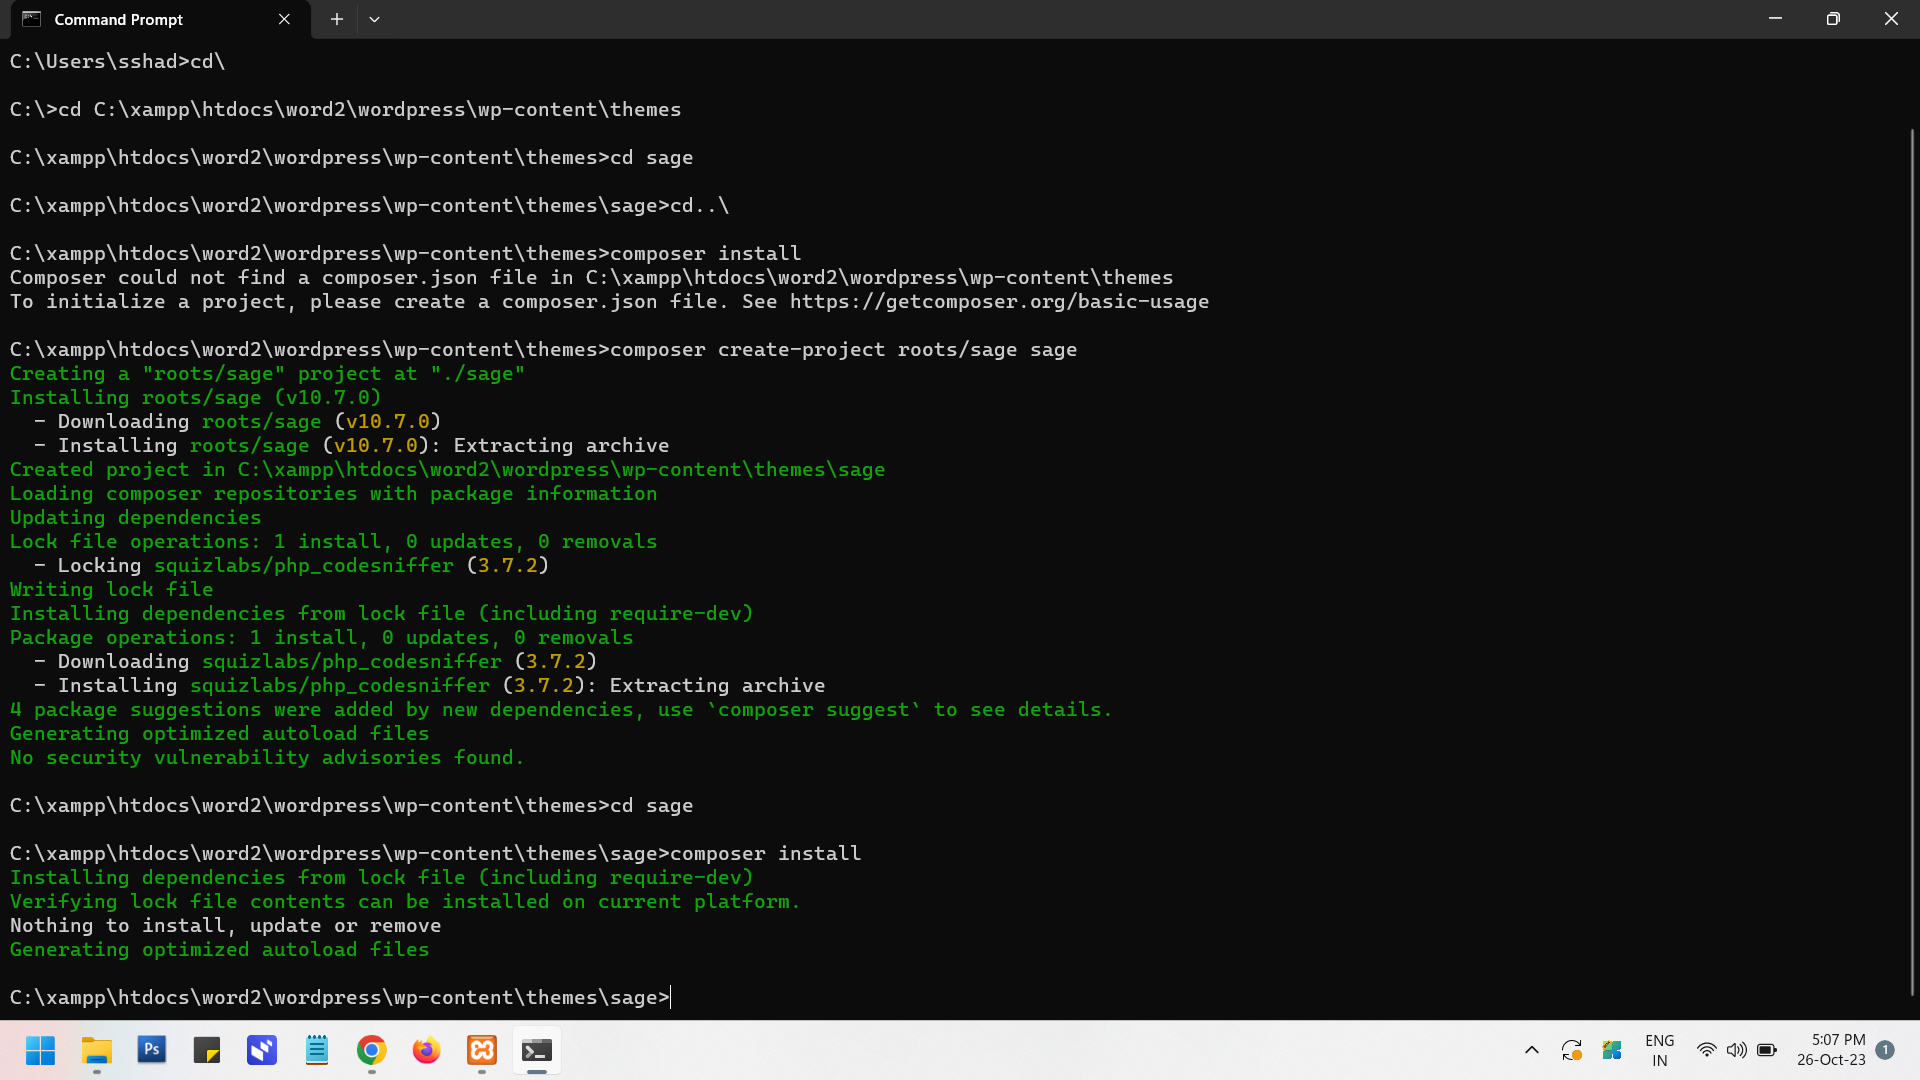 Command Prompt
C:\Users\sshad>cd\
C:\>cd C:\xampp\htdocs\word2\wordpress\wp-content\themes
C:\xampp\htdocs\word2\wordpress\wp-content\themes>cd sage
C:\xampp\htdocs\word2\wordpress\wp-content\themes\sage>cd..\
C:\xampp\htdocs\word2\wordpress\wp-content\themes>composer install
Composer could not find a composer.json file in C:\xampp\htdocs\word2\wordpress\wp-content\themes
To initialize a project, please create a composer.json file. See https://getcomposer.org/basic-usage
C:\xampp\htdocs\word2\wordpress\wp-content\themes>composer create-project roots/sage sage
Creating a "roots/sage" project at "./sage"
Installing roots/sage (v10.7.0)
- Downloading roots/sage (v10.7.0)
- Installing roots/sage (v10.7.0): Extracting archive
Created project in C:\xampp\htdocs\word2\wordpress\wp-content\themes\sage
Loading composer repositories with package information
Updating dependencies
Lock file operations: 1 install, 0 updates, 0 removals
- Locking squizlabs/php_codesniffer (3.7.2)
Writing lock file
Installing dependencies from lock file (including require-dev)
Package operations: 1 install, 0 updates, 0 removals
- Downloading squizlabs/php_codesniffer (3.7.2)
- Installing squizlabs/php_codesniffer (3.7.2): Extracting archive
4 package suggestions were added by new dependencies, use `composer suggest` to see details.
Generating optimized autoload files
No security vulnerability advisories found.
C:\xampp\htdocs\word2\wordpress\wp-content\themes>cd sage
C:\xampp\htdocs\word2\wordpress\wp-content\themes\sage>composer install
Installing dependencies from lock file (including require-dev)
Verifying lock file contents can be installed on current platform.
Nothing to install, update or remove
Generating optimized autoload files
C:\xampp\htdocs\word2\wordpress\wp-content\themes\sage>
Ps
ENG
IN
5:07 PM
26-Oct-23
1